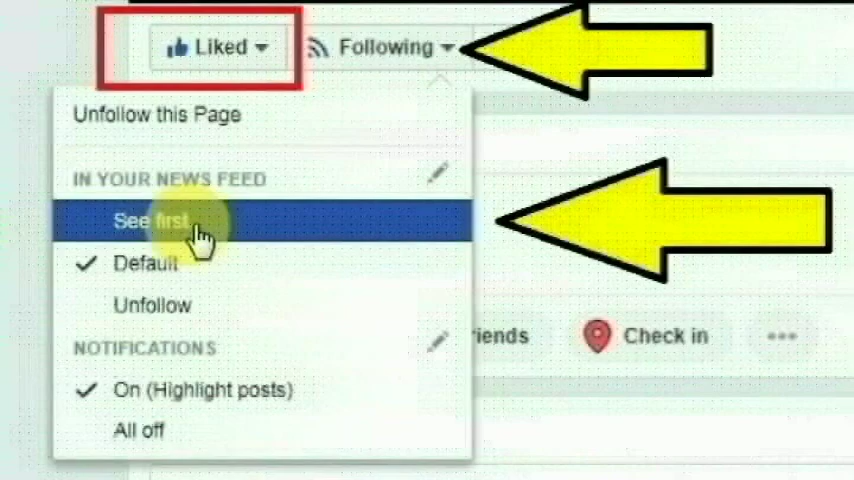 Liked Following
Unfollow this Page
IN YOUR NEWS FEED
See first
Default
Unfollow
riends Check in
NOTIFICATIONS
On (Highlight posts)
All off